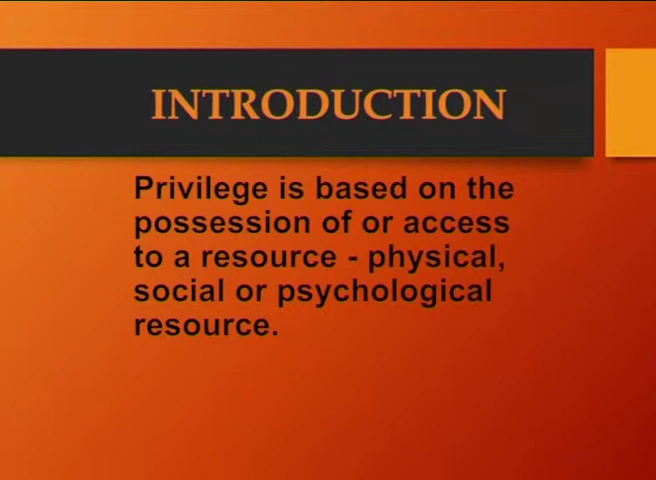 INTRODUCTION
Privilege is based on the
possession of or access
to a resource - physical,
social or psychological
resource.